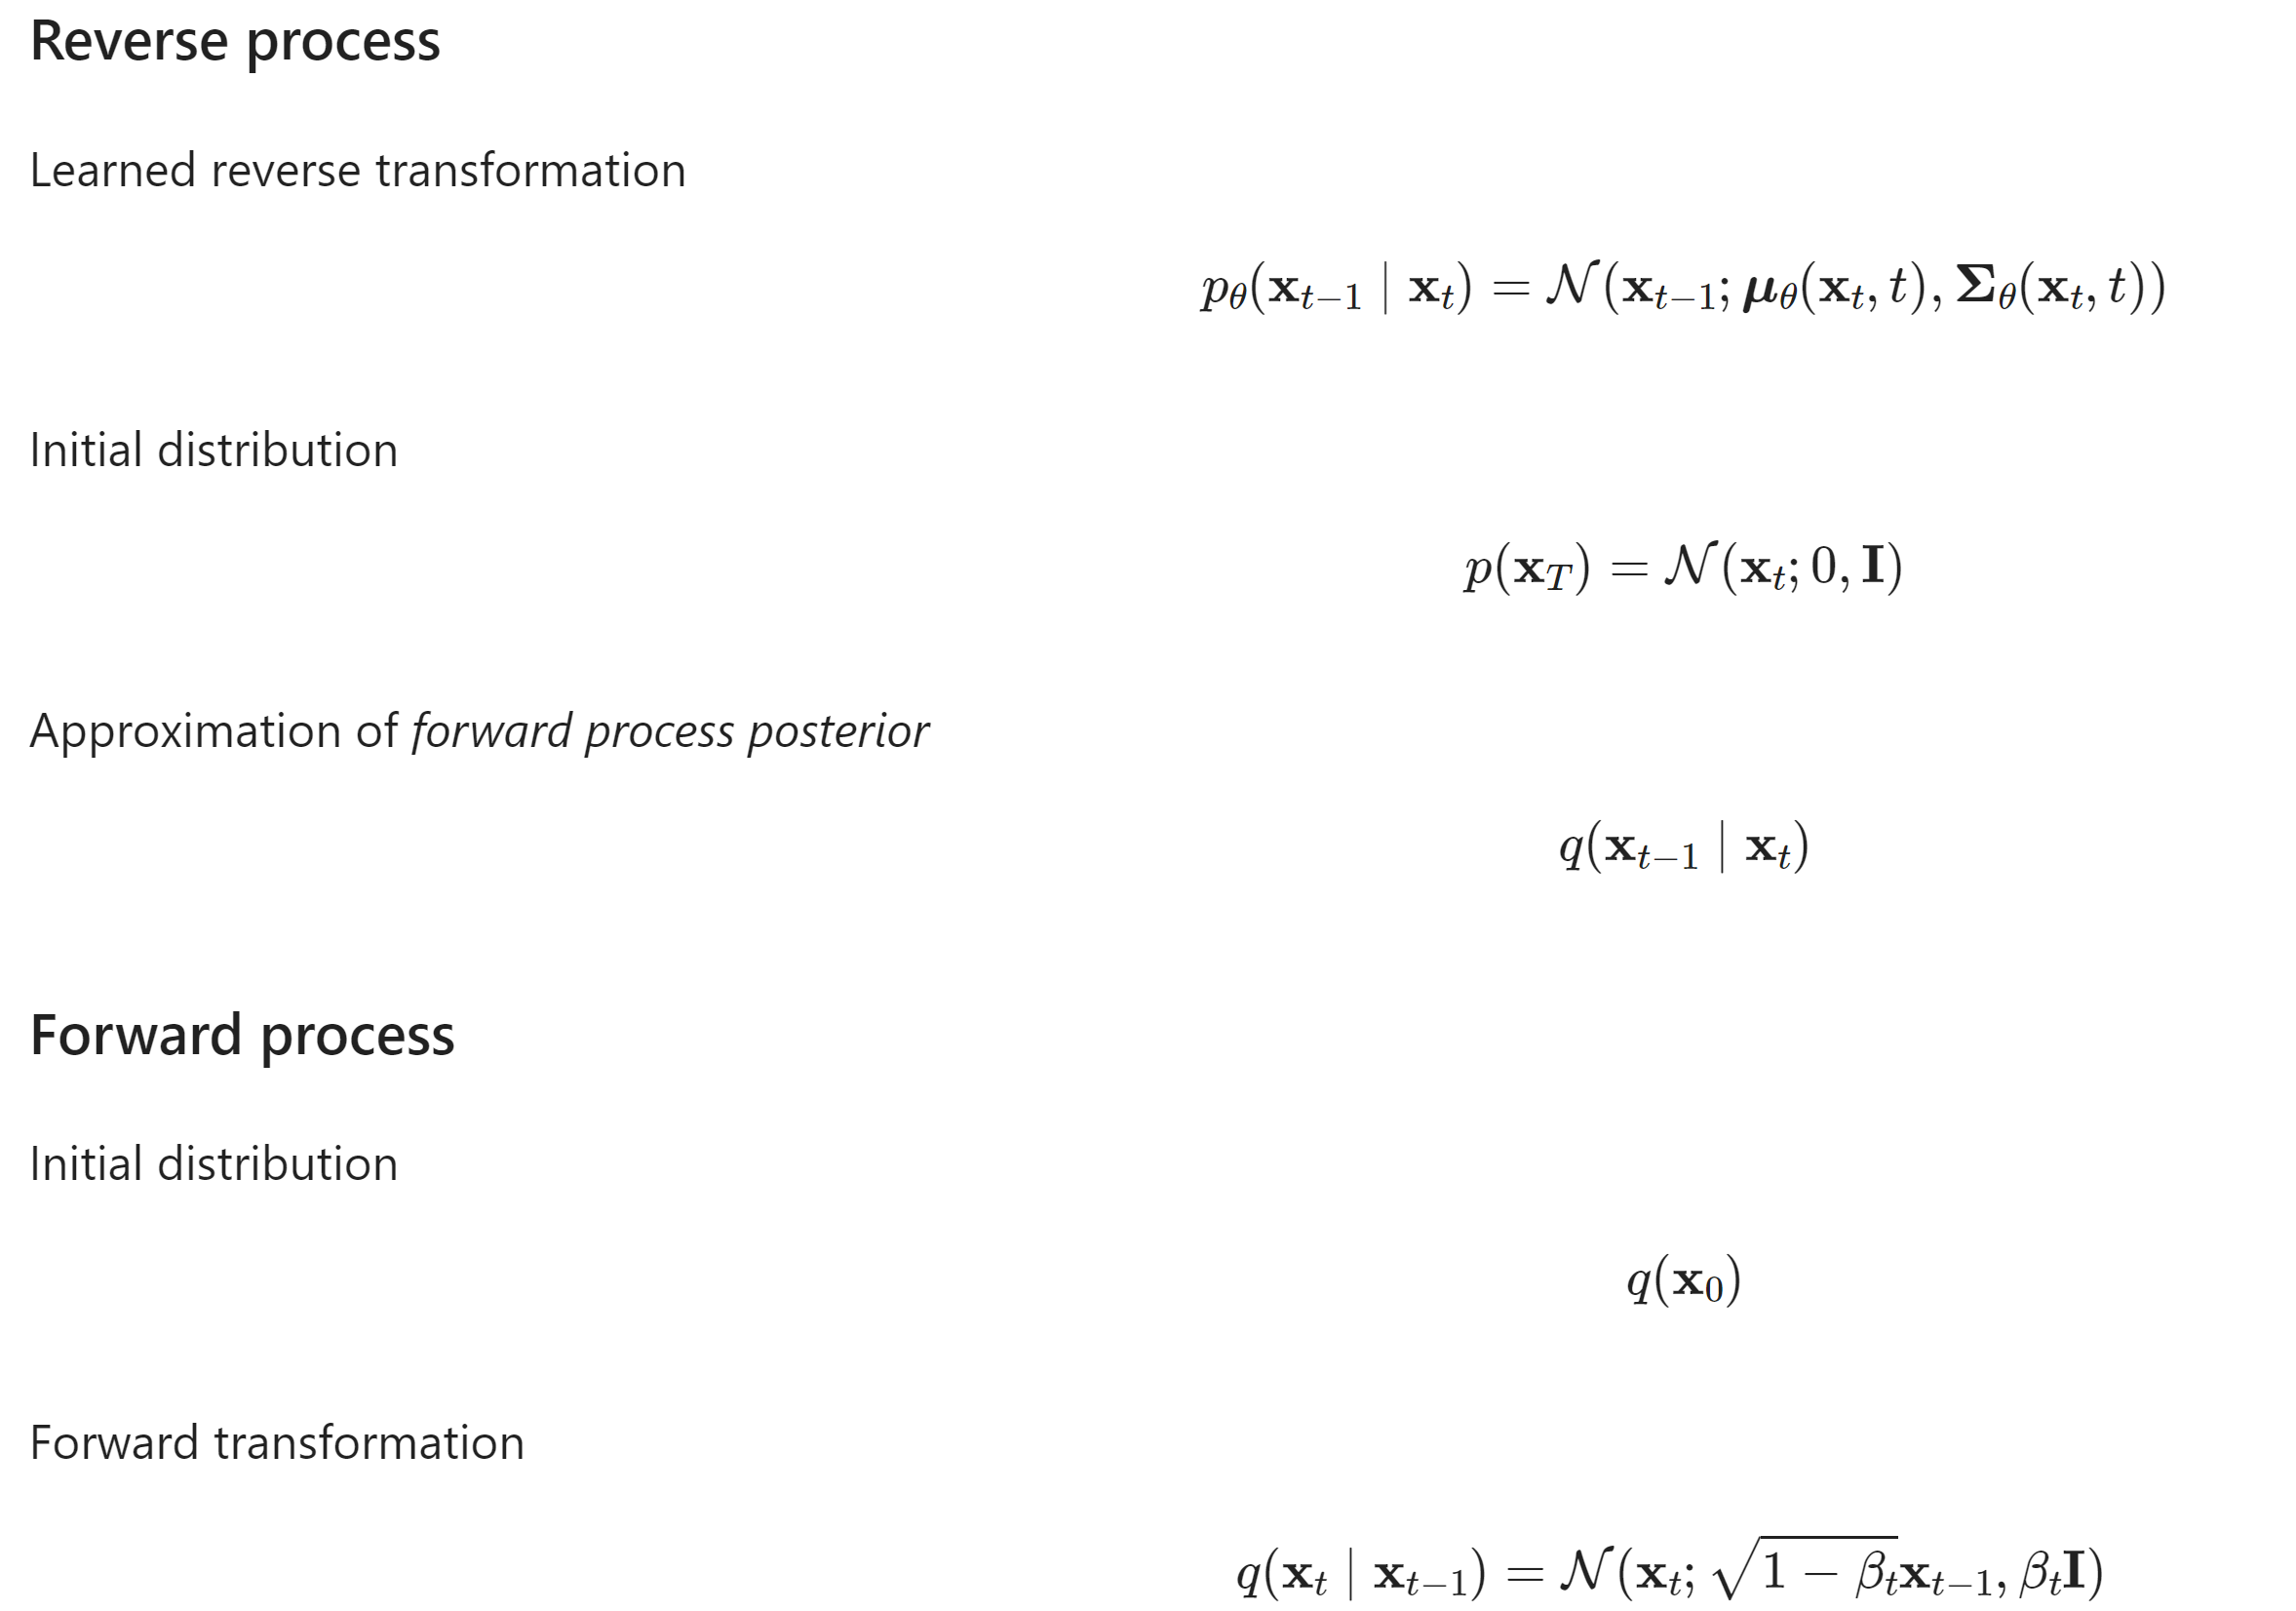 Reverse process
Learned reverse transformation
$p_\theta(\mathbf{x}_{t-1} \mid \mathbf{x}_t) = \mathcal{N}(\mathbf{x}_{t-1}; \boldsymbol{\mu}_\theta(\mathbf{x}_t, t), \boldsymbol{\Sigma}_\theta(\mathbf{x}_t, t))$
Initial distribution
$p(\mathbf{x}_T) = \mathcal{N}(\mathbf{x}_t; 0, \mathbf{I})$
Approximation of forward process posterior
$q(\mathbf{x}_{t-1} \mid \mathbf{x}_t)$
Forward process
Initial distribution
$q(\mathbf{x}_0)$
Forward transformation
$q(\mathbf{x}_t \mid \mathbf{x}_{t-1}) = \mathcal{N}(\mathbf{x}_t; \sqrt{1 - \beta_t}\mathbf{x}_{t-1}, \beta_t \mathbf{I})$